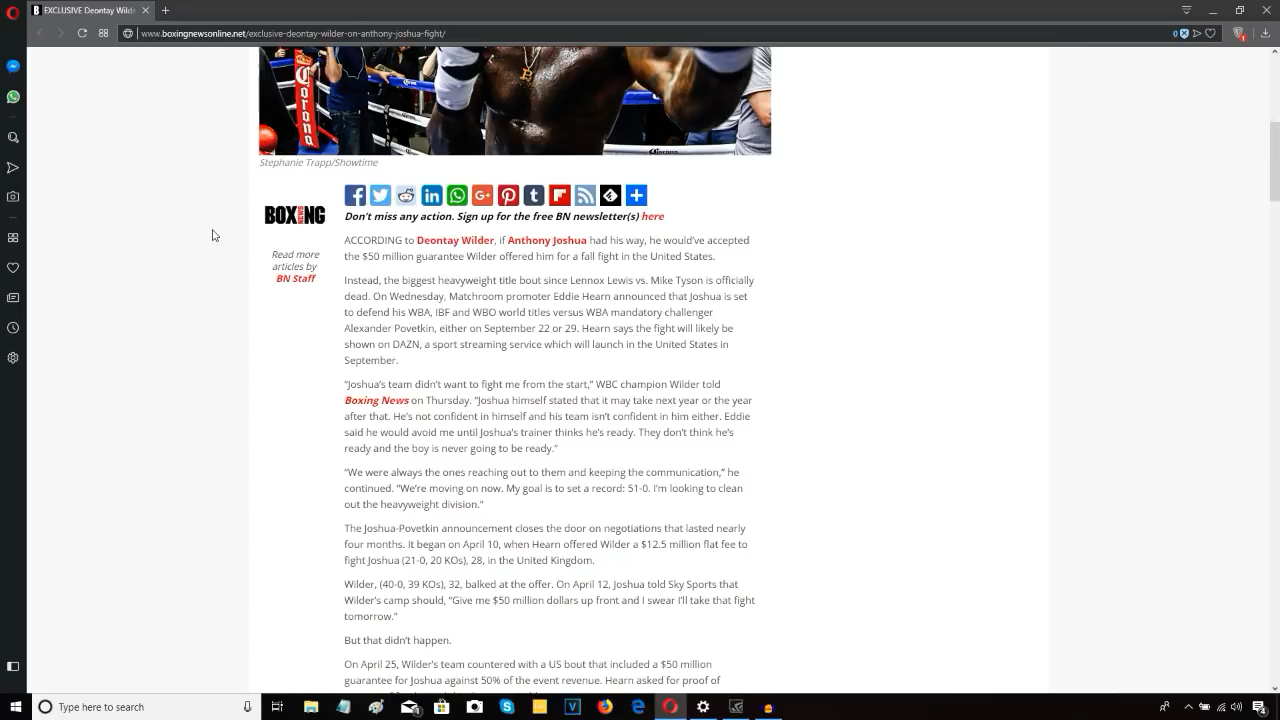 EXCLUSIVE Deontay Wilde
www.boxingnewsonline.net/exclusive-deontay-wilder-on-anthony-joshua-fight/
Corona
Stephanie Trapp/Showtime
BOXING NEWS
Don't miss any action. Sign up for the free BN newsletter(s) here
Read more
articles by
BN Staff
ACCORDING to Deontay Wilder, if Anthony Joshua had his way, he would've accepted
the $50 million guarantee Wilder offered him for a fall fight in the United States.
Instead, the biggest heavyweight title bout since Lennox Lewis vs. Mike Tyson is officially
dead. On Wednesday, Matchroom promoter Eddie Hearn announced that Joshua is set
to defend his WBA, IBF and WBO world titles versus WBA mandatory challenger
Alexander Povetkin, either on September 22 or 29. Hearn says the fight will likely be
shown on DAZN, a sport streaming service which will launch in the United States in
September.
“Joshua’s team didn’t want to fight me from the start,” WBC champion Wilder told
Boxing News on Thursday. “Joshua himself stated that it may take next year or the year
after that. He’s not confident in himself and his team isn’t confident in him either. Eddie
said he would avoid me until Joshua’s trainer thinks he’s ready. They don’t think he’s
ready and the boy is never going to be ready.”
“We were always the ones reaching out to them and keeping the communication,” he
continued. “We’re moving on now. My goal is to set a record: 51-0. I’m looking to clean
out the heavyweight division.”
The Joshua-Povetkin announcement closes the door on negotiations that lasted nearly
four months. It began on April 10, when Hearn offered Wilder a $12.5 million flat fee to
fight Joshua (21-0, 20 KOs), 28, in the United Kingdom.
Wilder, (40-0, 39 KOs), 32, balked at the offer. On April 12, Joshua told Sky Sports that
Wilder’s camp should, “Give me $50 million dollars up front and I swear I’ll take that fight
tomorrow.”
But that didn’t happen.
On April 25, Wilder’s team countered with a US bout that included a $50 million
guarantee for Joshua against 50% of the event revenue. Hearn asked for proof of
Type here to search